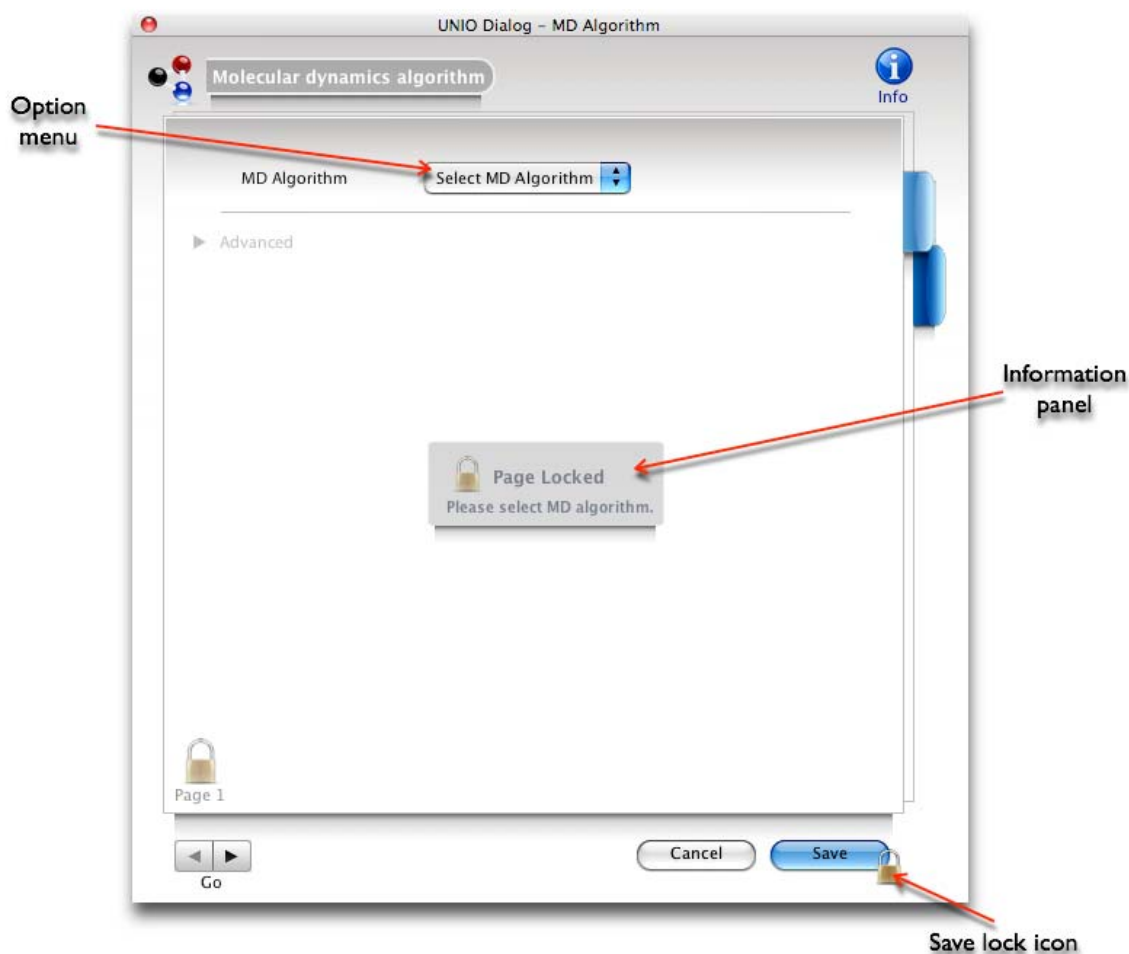 UNIO Dialog – MD Algorithm
Molecular dynamics algorithm
Info
Option
menu
MD Algorithm
Select MD Algorithm
Advanced
Information
panel
Page Locked
Please select MD algorithm.
Page 1
Cancel
Save
Go
Save lock icon